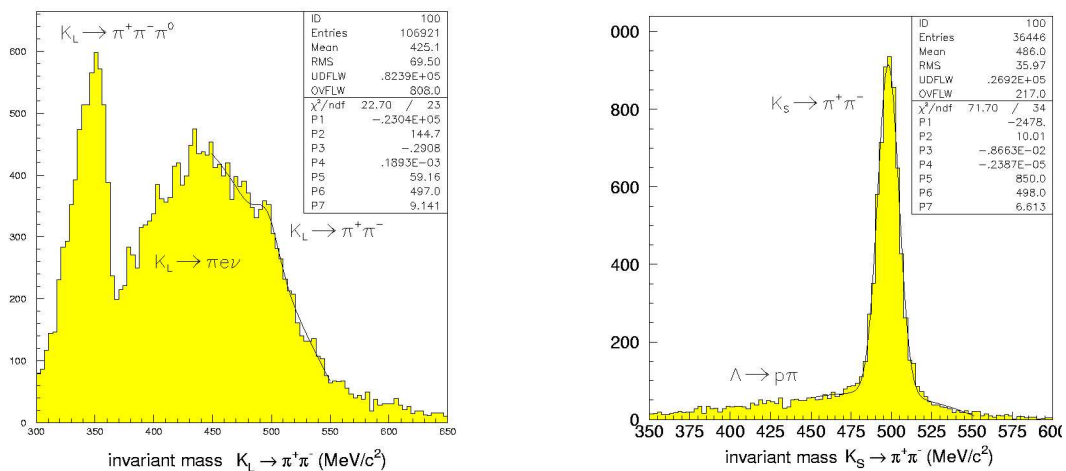 K_L → π⁺π⁻π⁰
ID 100
Entries 106921
Mean 425.1
RMS 69.50
UDFLW .8239E+05
OVFLW 808.0
χ²/ndf 22.70 / 23
P1 -.2304E+05
P2 144.7
P3 -.2908
P4 .1893E-03
P5 59.16
P6 497.0
P7 9.141
600
500
400
300
200
100
0
K_L → π⁺π⁻
K_L → πeν
300 350 400 450 500 550 600 650
invariant mass K_L → π⁺π⁻ (MeV/c²)
ID 100
Entries 36446
Mean 486.0
RMS 35.97
UDFLW .2692E+05
OVFLW 217.0
χ²/ndf 71.70 / 34
P1 -2478.
P2 10.01
P3 -.8663E-02
P4 -.2387E-05
P5 850.0
P6 498.0
P7 6.613
000
800
600
400
200
0
K_S → π⁺π⁻
Λ → pπ
350 375 400 425 450 475 500 525 550 575 600
invariant mass K_S → π⁺π⁻ (MeV/c²)